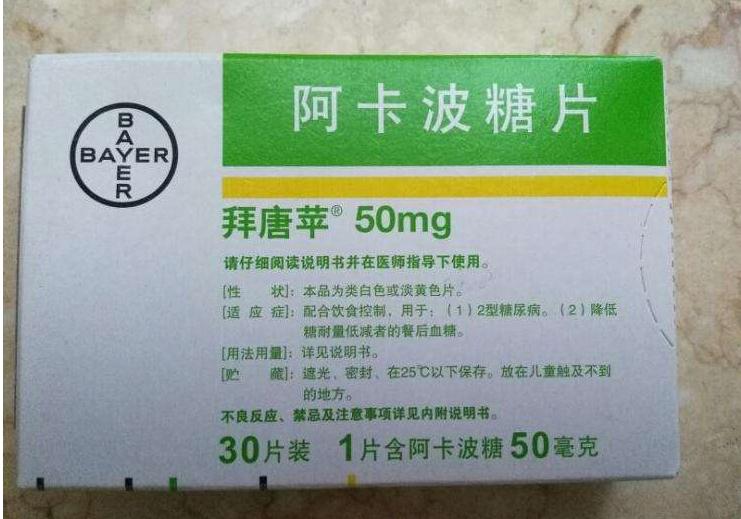 阿卡波糖片
BAYER
BAYER
拜唐苹® 50mg
请仔细阅读说明书并在医师指导下使用。
[性 状]：本品为类白色或淡黄色片。
[适 应 症]：配合饮食控制，用于：（1）2型糖尿病。（2）降低
糖耐量低减者的餐后血糖。
[用法用量]：详见说明书。
[贮 藏]：遮光、密封、在25℃以下保存。放在儿童触及不到
的地方。
不良反应、禁忌及注意事项详见内附说明书。
30片装 1片含阿卡波糖50毫克